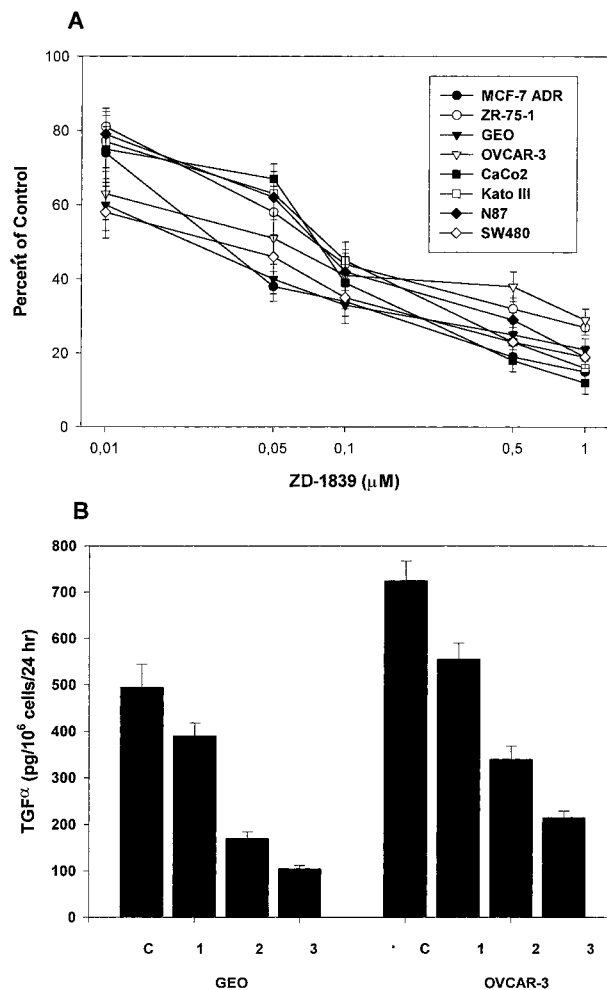 A
100
80
60
40
20
0
Percent of Control
MCF-7 ADR
ZR-75-1
GEO
OVCAR-3
CaCo2
Kato III
N87
SW480
0,01 0,05 0,1 0,5 1
ZD-1839 (μM)
B
800
700
600
500
400
300
200
100
0
TGFα (pg/10⁶ cells/24 hr)
C 1 2 3 C 1 2 3
GEO OVCAR-3